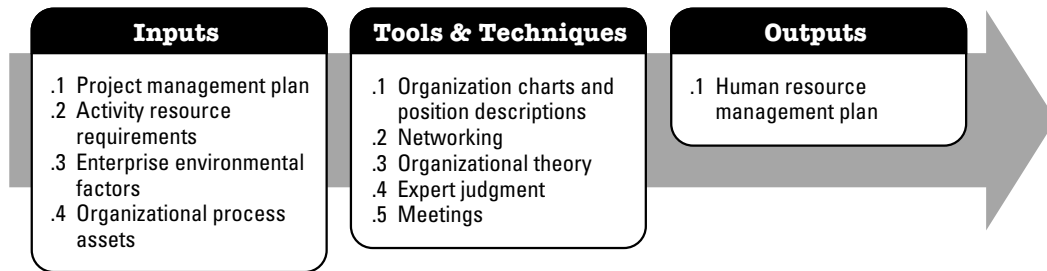 Inputs
.1 Project management plan
.2 Activity resource
requirements
.3 Enterprise environmental
factors
.4 Organizational process
assets
Tools & Techniques
.1 Organization charts and
position descriptions
.2 Networking
.3 Organizational theory
.4 Expert judgment
.5 Meetings
Outputs
.1 Human resource
management plan